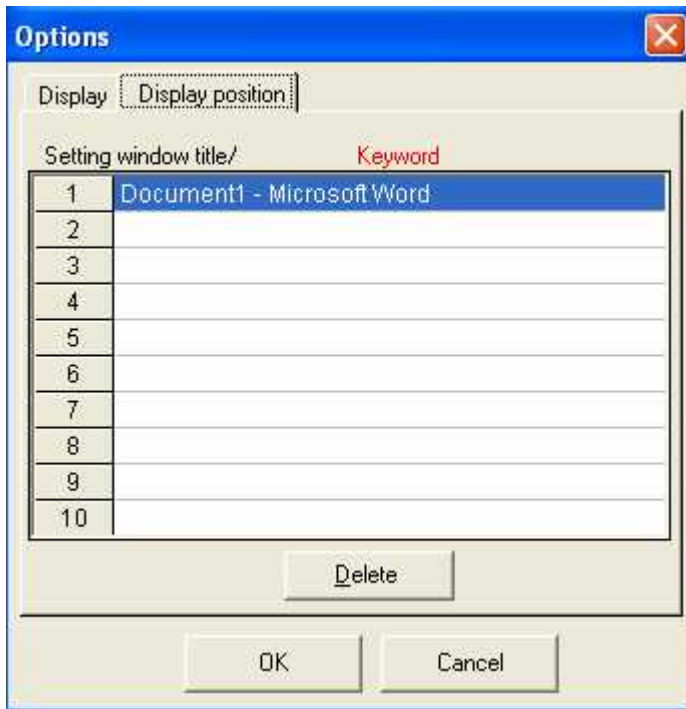 Options
Display Display position
Setting window title/ Keyword
1 Document1 - Microsoft Word
2
3
4
5
6
7
8
9
10
Delete
OK Cancel